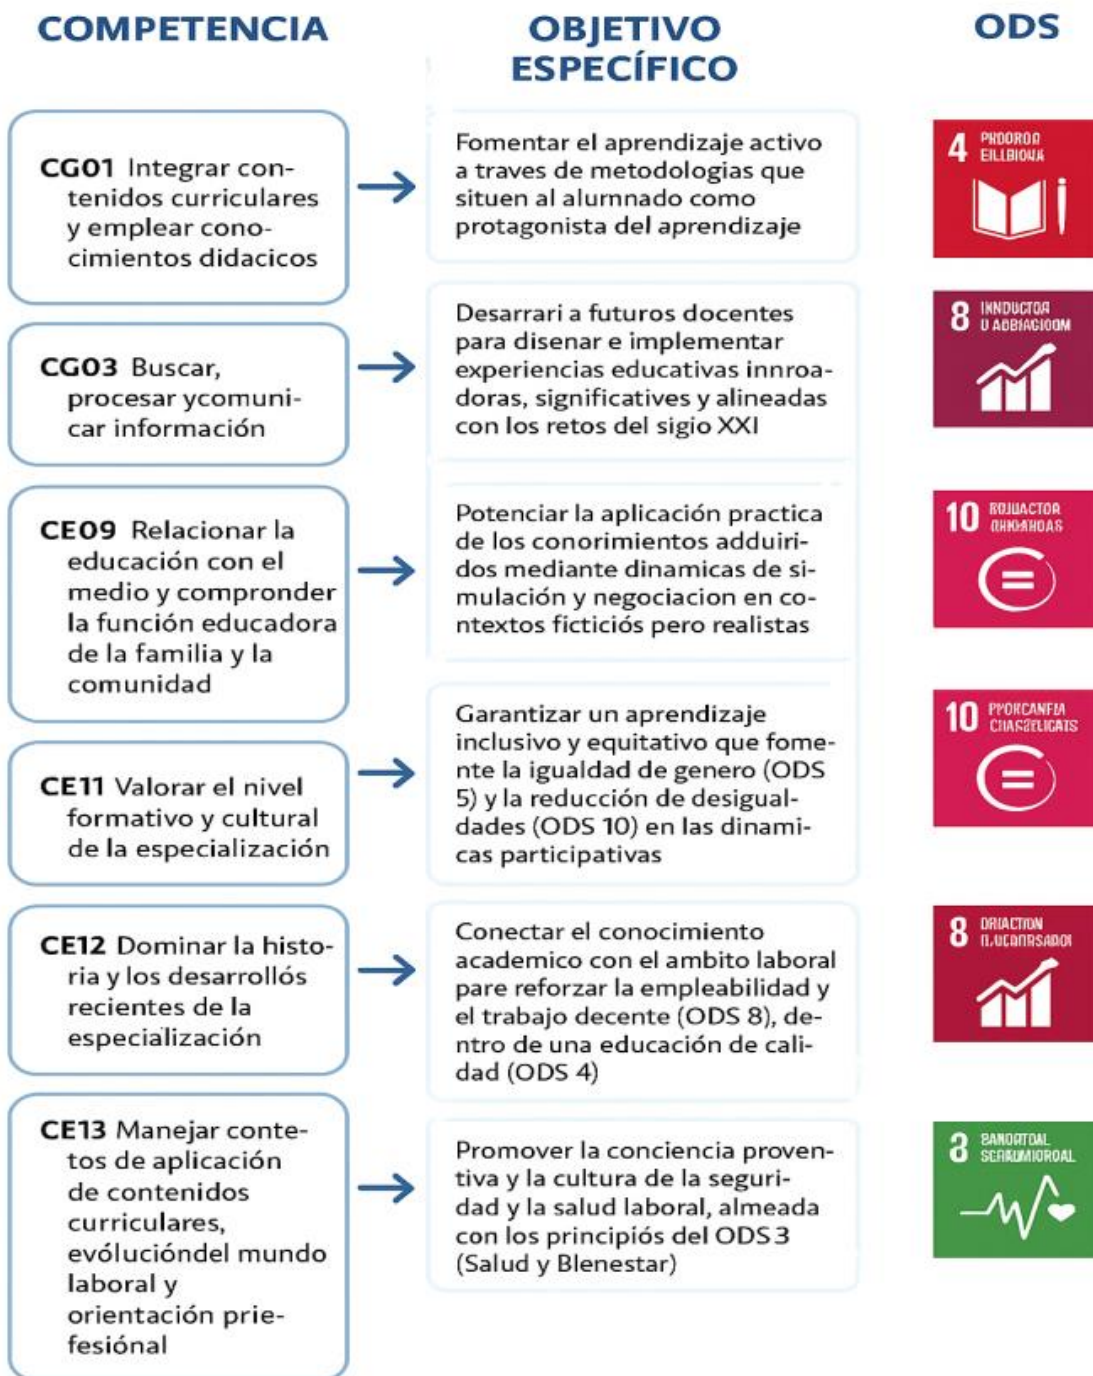 COMPETENCIA
OBJETIVO
ESPECÍFICO
ODS
CG01 Integrar con-
tenidos curriculares
y emplear cono-
cimientos didacicos
Fomentar el aprendizaje activo
a traves de metodologias que
situen al alumnado como
protagonista del aprendizaje
4
CG03 Buscar,
procesar ycomuni-
car información
Desarrari a futuros docentes
para disenar e implementar
experiencias educativas innroa-
doras, significatives y alineadas
con los retos del sigio XXI
8
CE09 Relacionar la
educación con el
medio y compronder
la función educadora
de la familia y la
comunidad
Potenciar la aplicación practica
de los conorimientos adduiri-
dos mediante dinamicas de si-
mulación y negociacion en co-
ntextos ficticiós pero realistas
10
CE11 Valorar el nivel
formativo y cultural
de la especialización
Garantizar un aprendizaje
inclusivo y equitativo que fome-
nte la igualdad de genero (ODS
5) y la reducción de desigual-
dades (ODS 10) en las dinami-
cas participativas
10
CE12 Dominar la histo-
ria y los desarrollós
recientes de la
especialización
Conectar el conocimiento
academico con el ambito laboral
pare reforzar la empleabilidad y
el trabajo decente (ODS 8), de-
ntro de una educación de cali-
dad (ODS 4)
8
CE13 Manejar conte-
tos de aplicación
de contenidos
curriculares,
evólucióndel mundo
laboral y
orientación prie-
fesiónal
Promover la conciencia proven-
tiva y la cultura de la seguri-
dad y la salud laboral, almeada
con los principiós del ODS 3
(Salud y Blenestar)
3